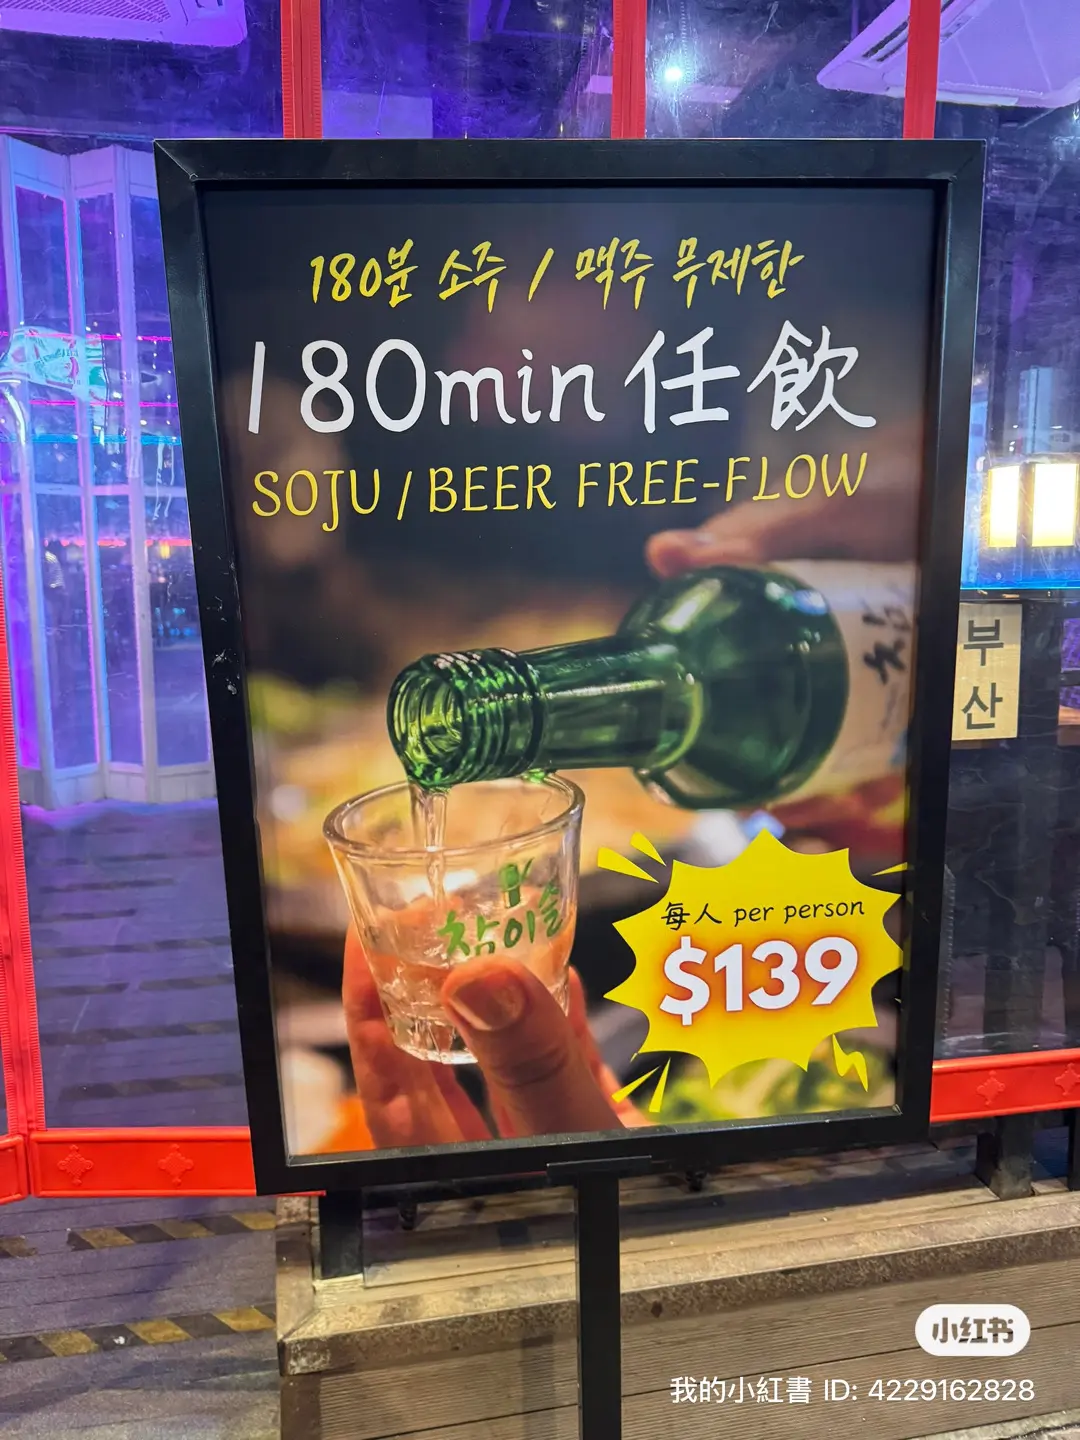 180분 소주 / 맥주 무제한
180min 任飲
SOJU / BEER FREE-FLOW
참이슬
每人 per person
$139
부
산
小红书
我的小紅書 ID: 4229162828